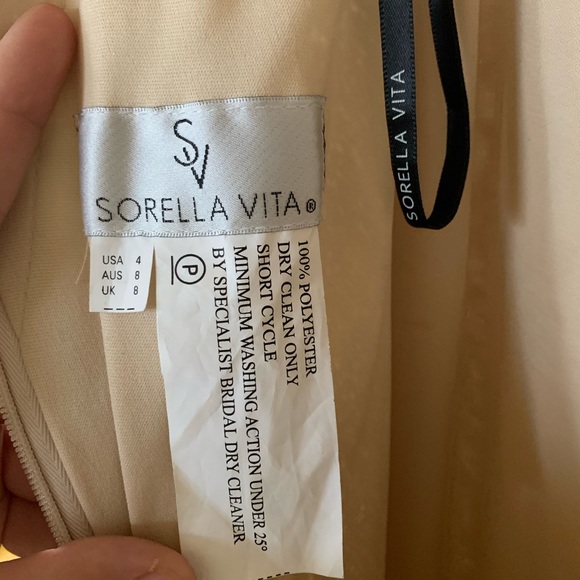 SV
SORELLA VITA®
USA 4
AUS 8
UK 8
P
100% POLYESTER
DRY CLEAN ONLY
SHORT CYCLE
MINIMUM WASHING ACTION UNDER 25°
BY SPECIALIST BRIDAL DRY CLEANER
SORELLA VITA